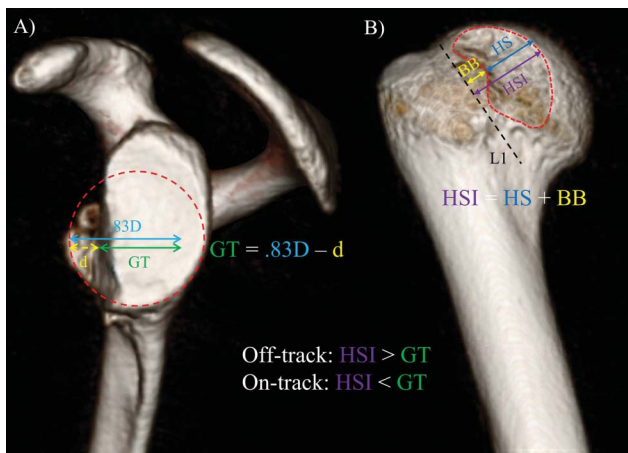 A)
B)
HS
BB
HSI
L1
HSI = HS + BB
.83D
d
GT
GT = .83D – d
Off-track: HSI > GT
On-track: HSI < GT